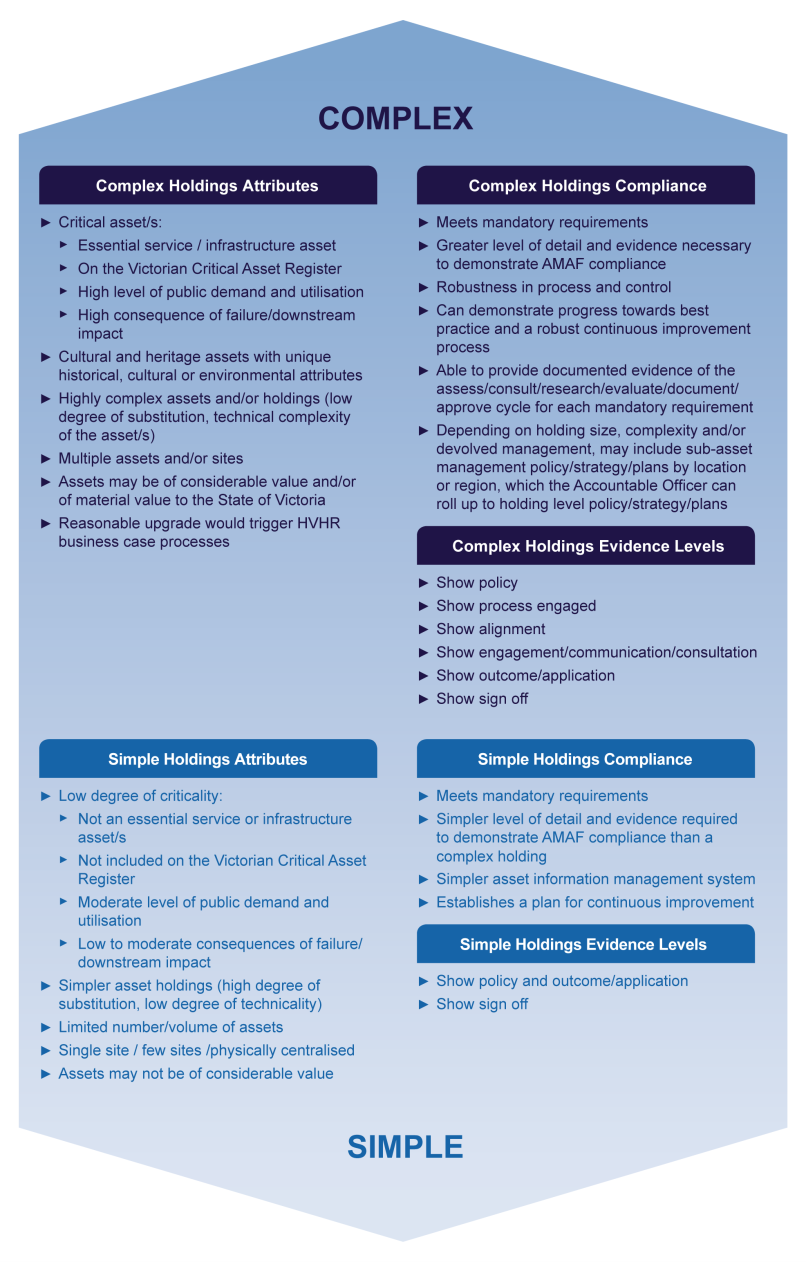 COMPLEX
Complex Holdings Attributes
► Critical asset/s:
► Essential service / infrastructure asset
► On the Victorian Critical Asset Register
► High level of public demand and utilisation
► High consequence of failure/downstream
impact
► Cultural and heritage assets with unique
historical, cultural or environmental attributes
► Highly complex assets and/or holdings (low
degree of substitution, technical complexity
of the asset/s)
► Multiple assets and/or sites
► Assets may be of considerable value and/or
of material value to the State of Victoria
► Reasonable upgrade would trigger HVHR
business case processes
Complex Holdings Compliance
► Meets mandatory requirements
► Greater level of detail and evidence necessary
to demonstrate AMAF compliance
► Robustness in process and control
► Can demonstrate progress towards best
practice and a robust continuous improvement
process
► Able to provide documented evidence of the
assess/consult/research/evaluate/document/
approve cycle for each mandatory requirement
► Depending on holding size, complexity and/or
devolved management, may include sub-asset
management policy/strategy/plans by location
or region, which the Accountable Officer can
roll up to holding level policy/strategy/plans
Complex Holdings Evidence Levels
► Show policy
► Show process engaged
► Show alignment
► Show engagement/communication/consultation
► Show outcome/application
► Show sign off
Simple Holdings Attributes
► Low degree of criticality:
► Not an essential service or infrastructure
asset/s
► Not included on the Victorian Critical Asset
Register
► Moderate level of public demand and
utilisation
► Low to moderate consequences of failure/
downstream impact
► Simpler asset holdings (high degree of
substitution, low degree of technicality)
► Limited number/volume of assets
► Single site / few sites /physically centralised
► Assets may not be of considerable value
Simple Holdings Compliance
► Meets mandatory requirements
► Simpler level of detail and evidence required
to demonstrate AMAF compliance than a
complex holding
► Simpler asset information management system
► Establishes a plan for continuous improvement
Simple Holdings Evidence Levels
► Show policy and outcome/application
► Show sign off
SIMPLE